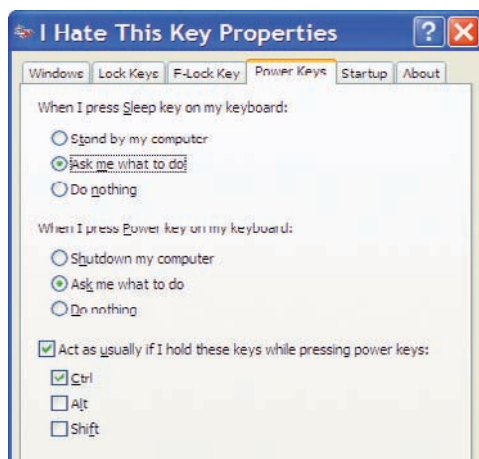 I Hate This Key Properties
Windows Lock Keys F-Lock Key Power Keys Startup About
When I press Sleep key on my keyboard:
Stand by my computer
Ask me what to do
Do nothing
When I press Power key on my keyboard:
Shutdown my computer
Ask me what to do
Do nothing
Act as usually if I hold these keys while pressing power keys:
Ctrl
Alt
Shift